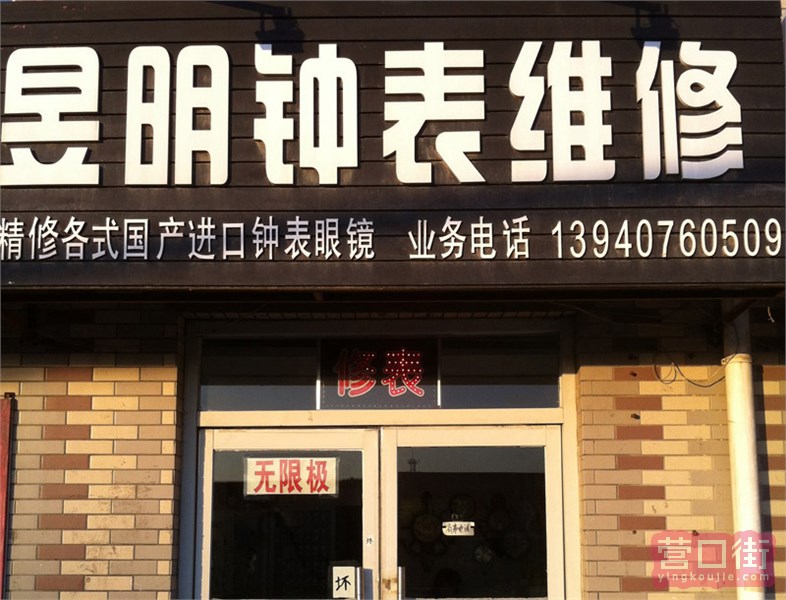 昱明钟表维修
精修各式国产进口钟表眼镜 业务电话 13940760509
修表
无限极
坏
营口街
yingkoujie.com